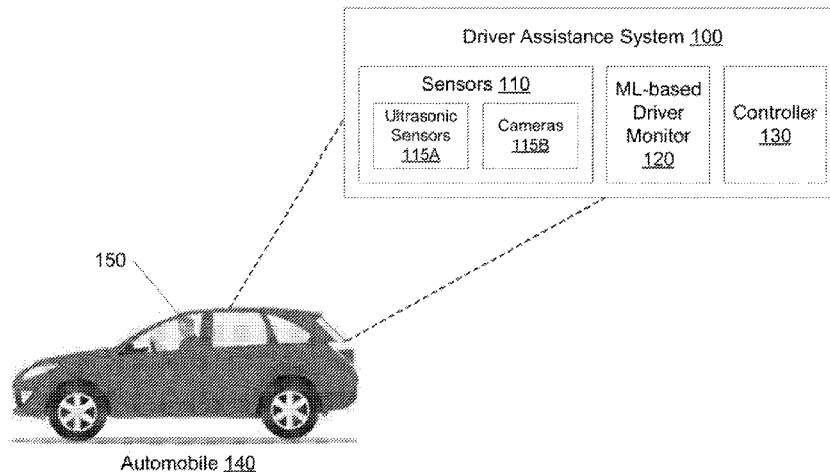 Driver Assistance System 100
Sensors 110
Ultrasonic
Sensors
115A
Cameras
115B
ML-based
Driver
Monitor
120
Controller
130
150
Automobile 140